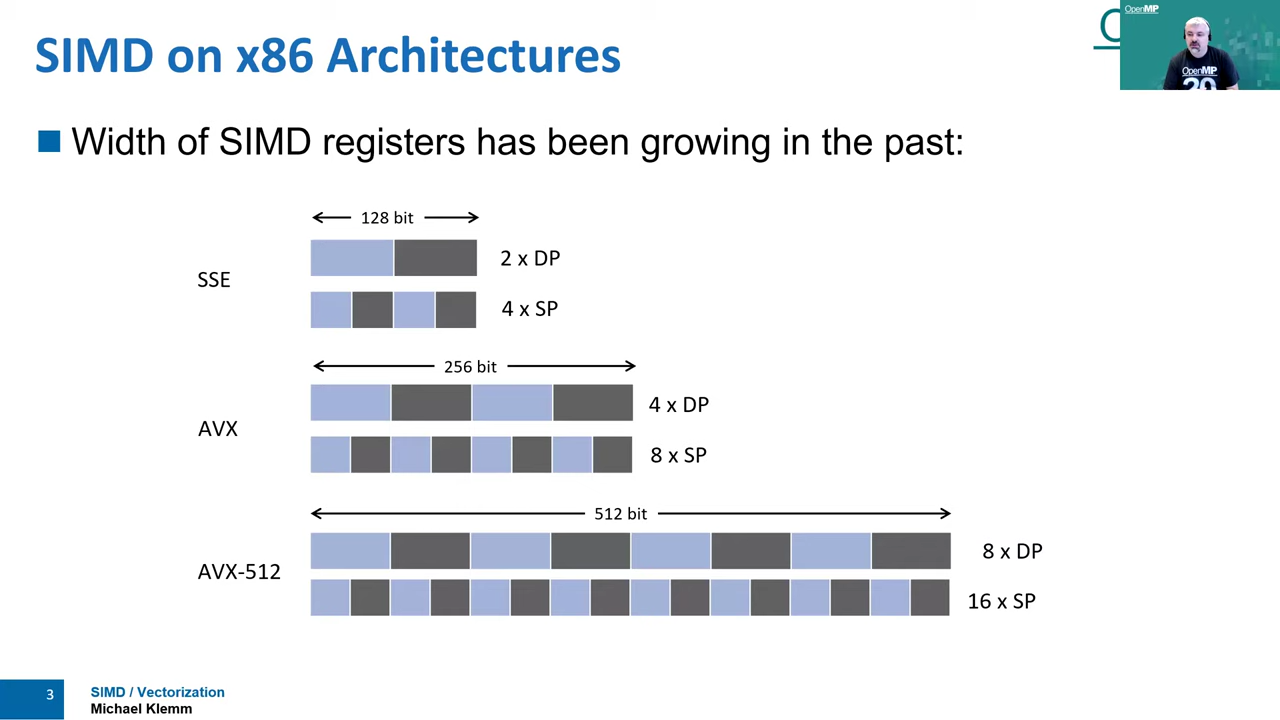 SIMD on x86 Architectures
OpenMP
OpenMP
20
Width of SIMD registers has been growing in the past:
128 bit
SSE
2 x DP
4 x SP
256 bit
AVX
4 x DP
8 x SP
512 bit
AVX-512
8 x DP
16 x SP
3
SIMD / Vectorization
Michael Klemm